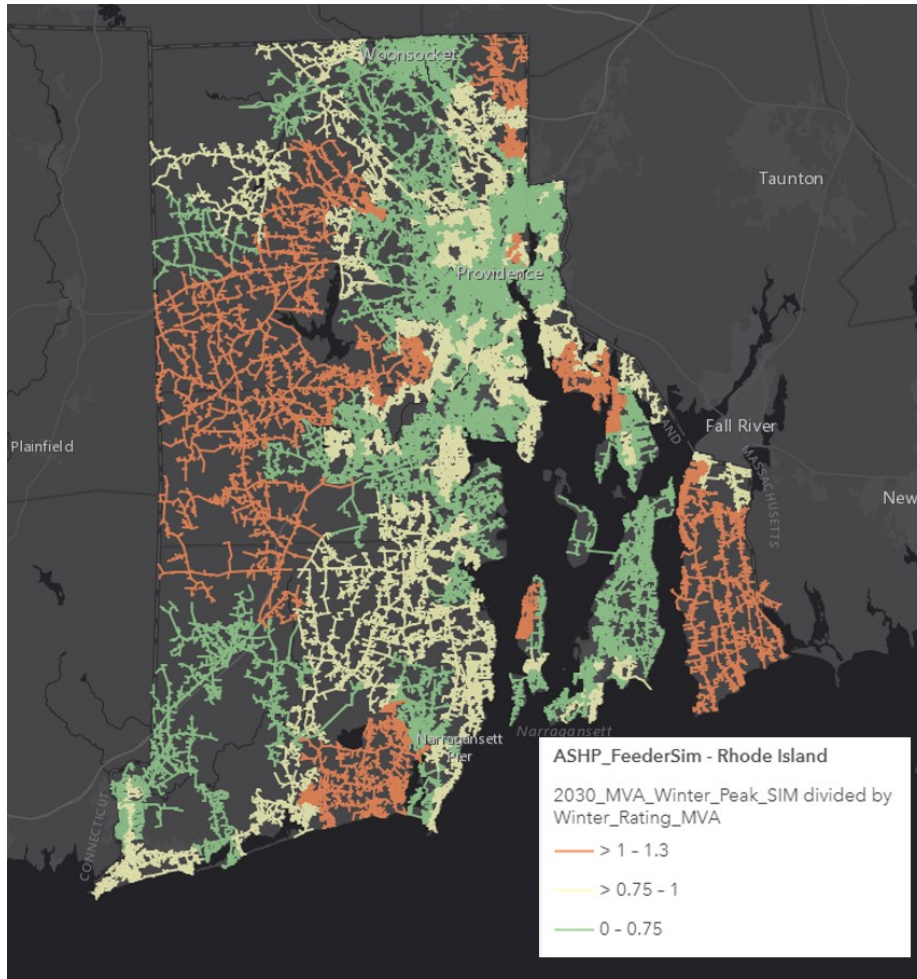 Woonsocket
Taunton
Providence
Fall River
Plainfield
LAND
MASSACHUSETTS
New
Narragansett
Pier
Narragansett
CONNECTICUT
ASHP_FeederSim - Rhode Island
2030_MVA_Winter_Peak_SIM divided by
Winter_Rating_MVA
> 1 - 1.3
> 0.75 - 1
0 - 0.75